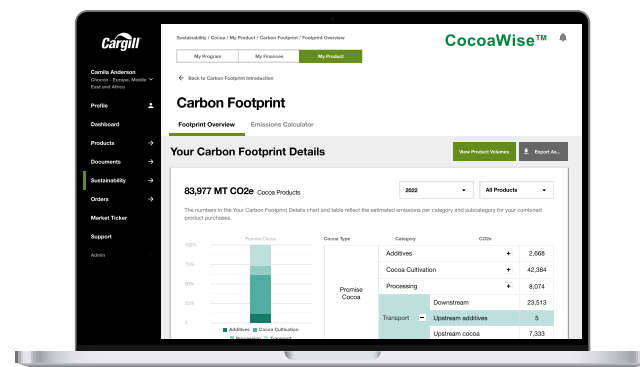 Cargill
Camila Anderson
Chocon - Europe, Middle
East and Africa
Profile
Dashboard
Products
Documents
Sustainability
Orders
Market Ticker
Support
Admin
Sustainability / Cocoa / My Product / Carbon Footprint / Footprint Overview
CocoaWise™
My Program
My Finances
My Product
Back to Carbon Footprint Introduction
Carbon Footprint
Footprint Overview
Emissions Calculator
Your Carbon Footprint Details
View Product Volumes
Export As...
83,977 MT CO2e Cocoa Products
2022
All Products
The numbers in the Your Carbon Footprint Details chart and table reflect the estimated emissions per category and subcategory for your combined
product purchases.
Promise Cocoa
100%
75%
50%
25%
0
Additives Cocoa Cultivation
Processing Transport
Cocoa Type Category CO2e
Promise
Cocoa
Additives + 2,668
Cocoa Cultivation + 42,384
Processing + 8,074
Transport −
Downstream 23,513
Upstream additives 5
Upstream cocoa 7,333